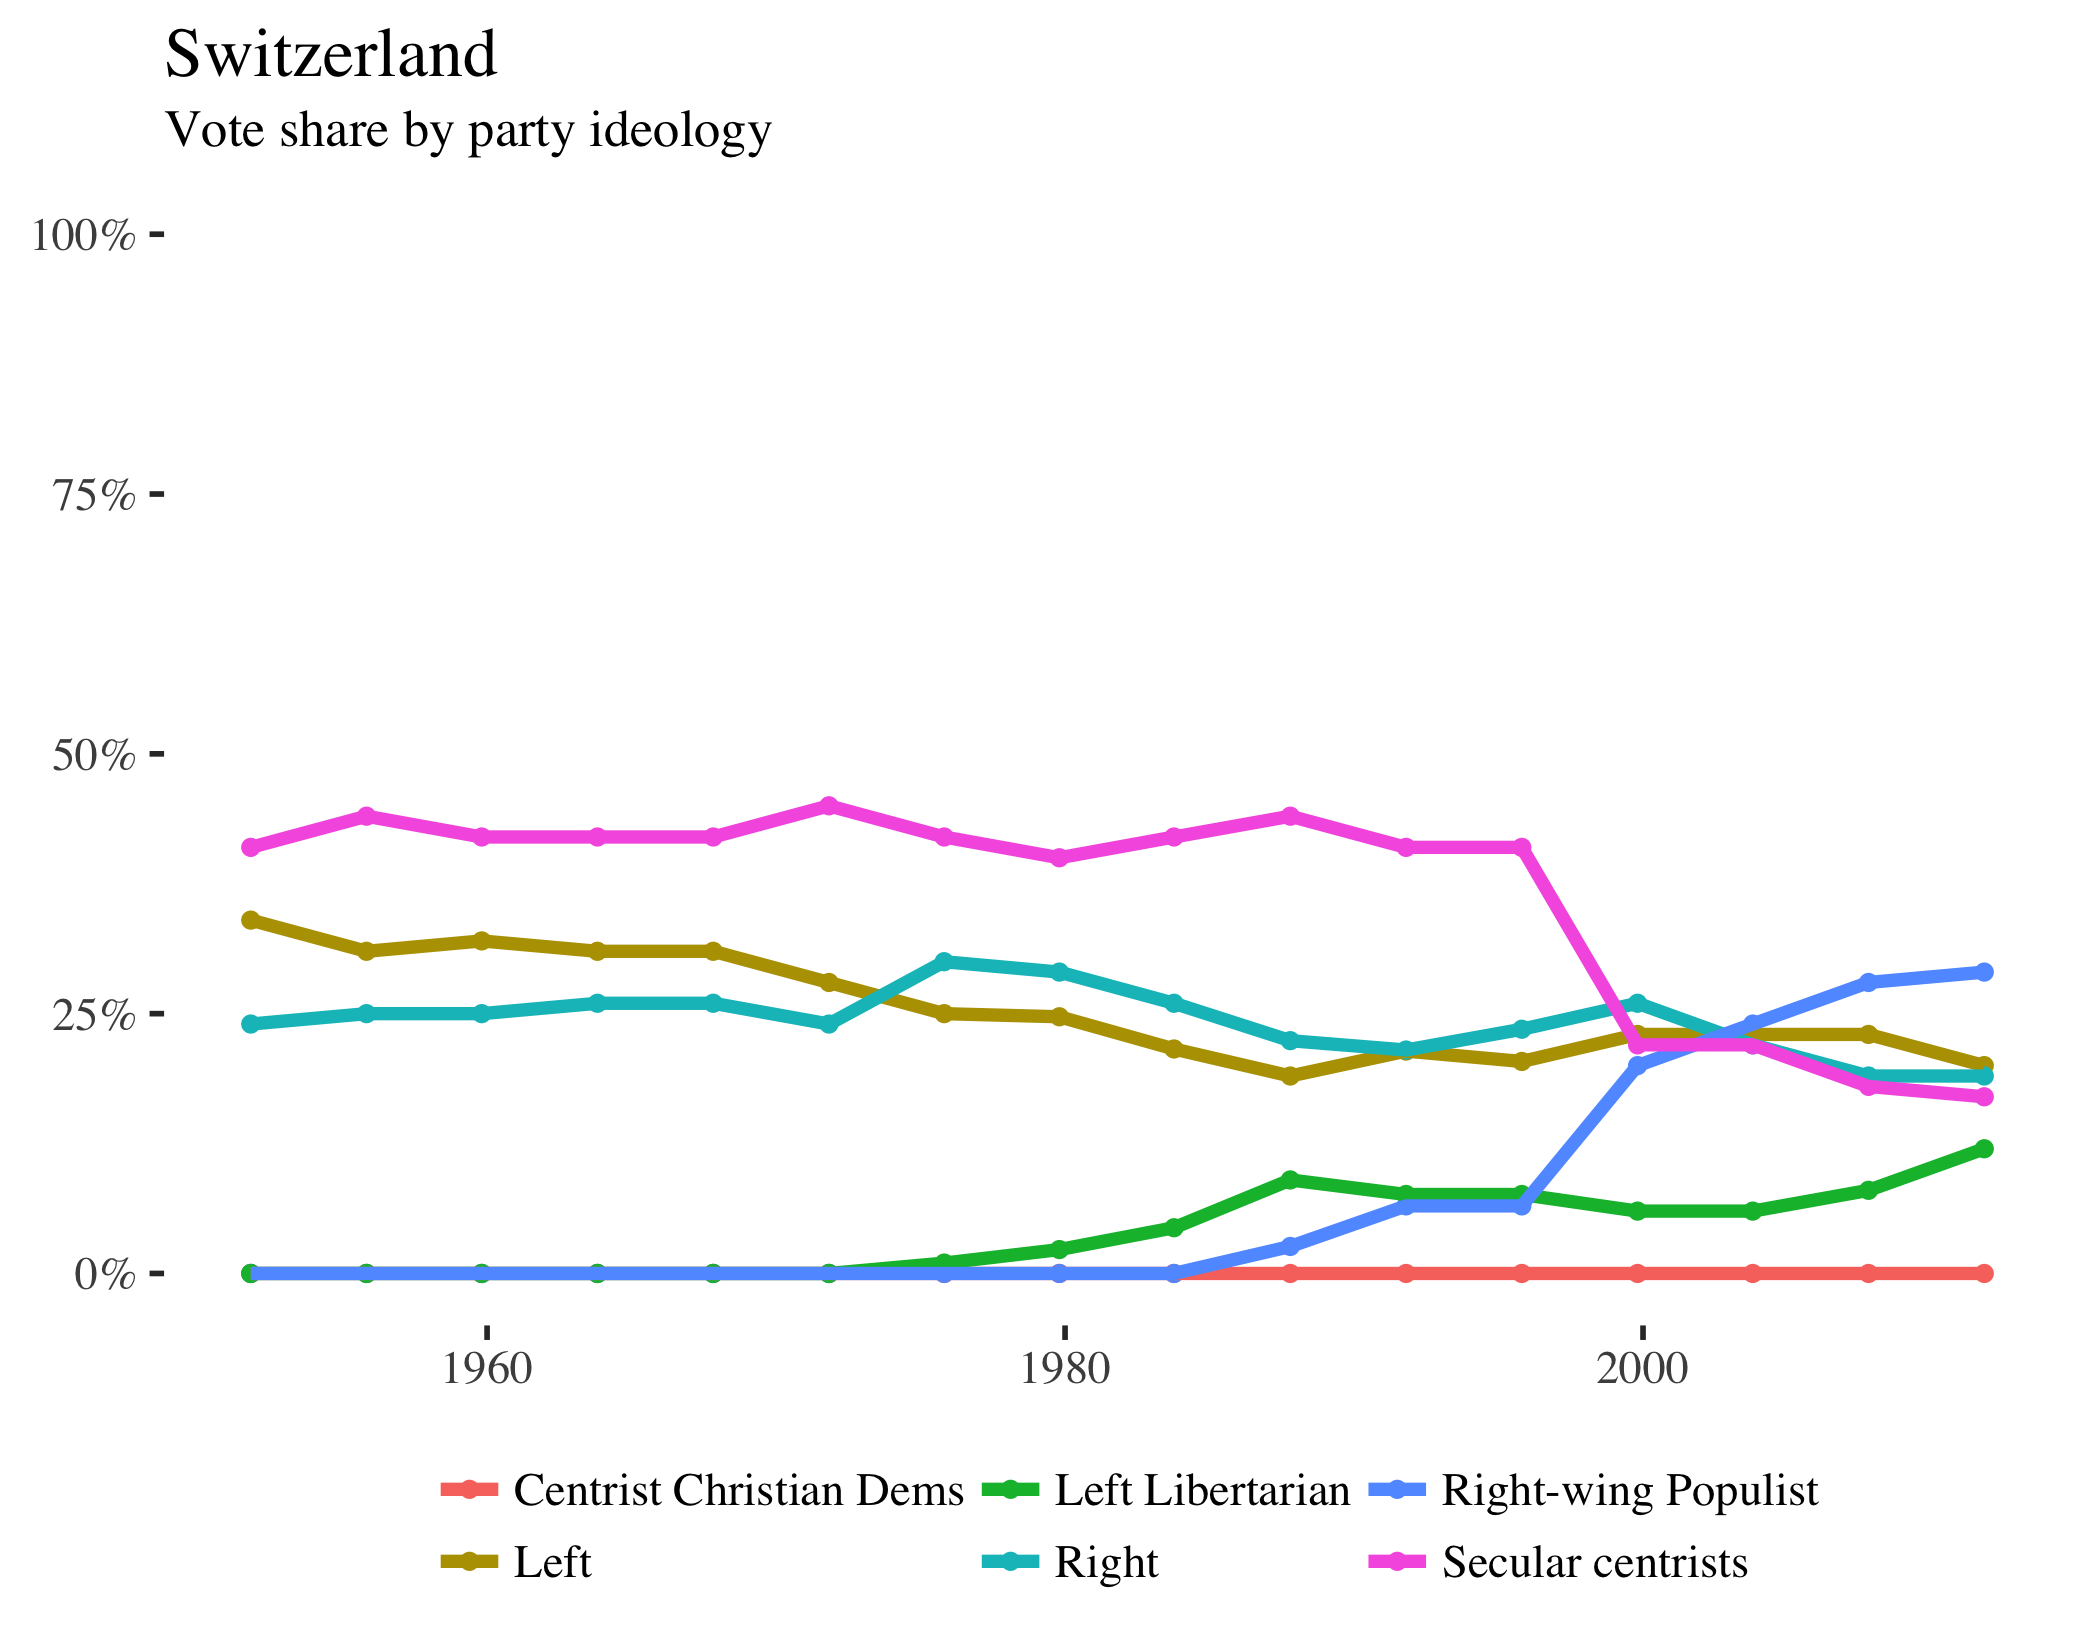 Switzerland
Vote share by party ideology
100%
75%
50%
25%
0%
1960 1980 2000
Centrist Christian Dems Left Libertarian Right-wing Populist
Left Right Secular centrists